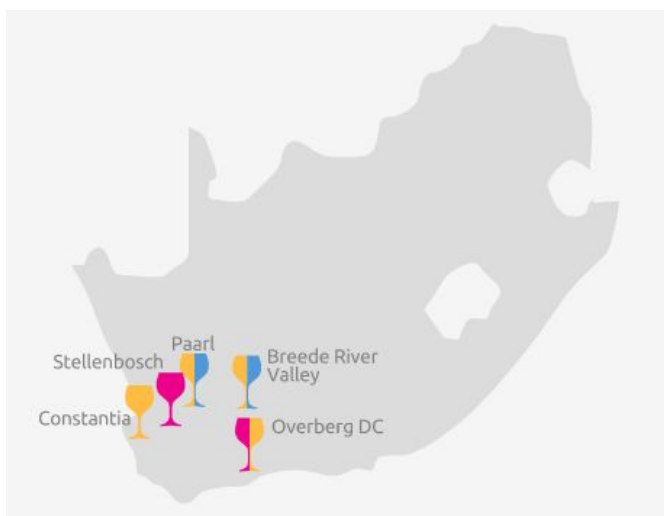 Paarl
Stellenbosch
Breede River
Valley
Constantia
Overberg DC